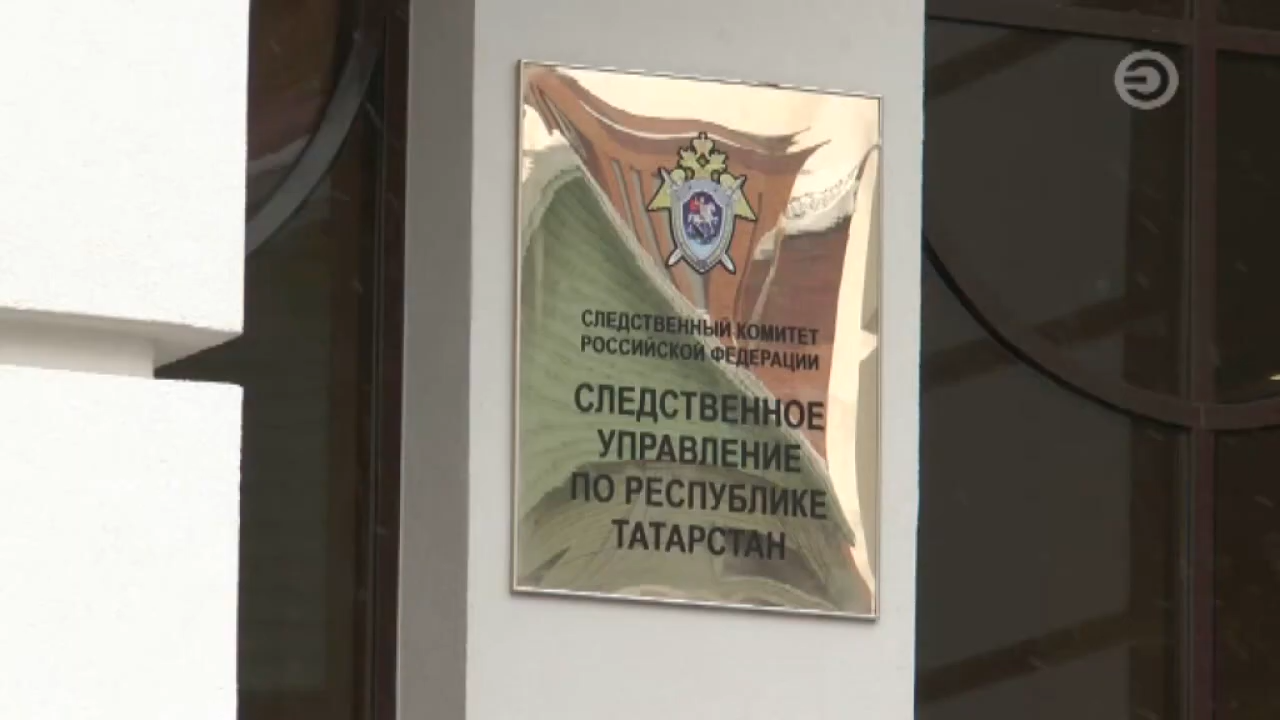 СЛЕДСТВЕННЫЙ КОМИТЕТ
РОССИЙСКОЙ ФЕДЕРАЦИИ
СЛЕДСТВЕННОЕ
УПРАВЛЕНИЕ
ПО РЕСПУБЛИКЕ
ТАТАРСТАН